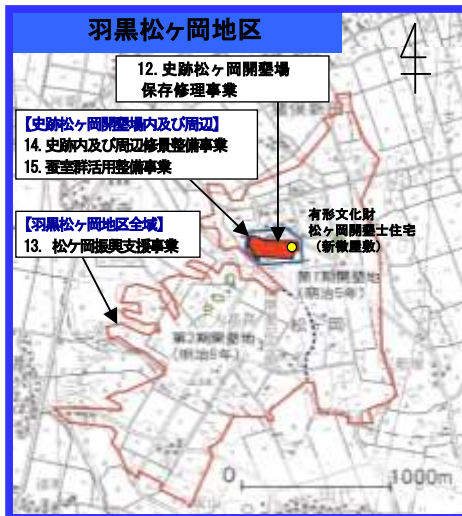 羽黒松ヶ岡地区
12. 史跡松ヶ岡開墾場
保存修理事業
【史跡松ヶ岡開墾場内及び周辺】
14. 史跡内及び周辺修景整備事業
15. 蚕室群活用整備事業
【羽黒松ヶ岡地区全域】
13. 松ケ岡振興支援事業
有形文化財
松ヶ岡開墾士住宅
(新徴屋敷)
第1期開墾地
(明治5年)
松ヶ岡
第2期開墾地
0 1000m